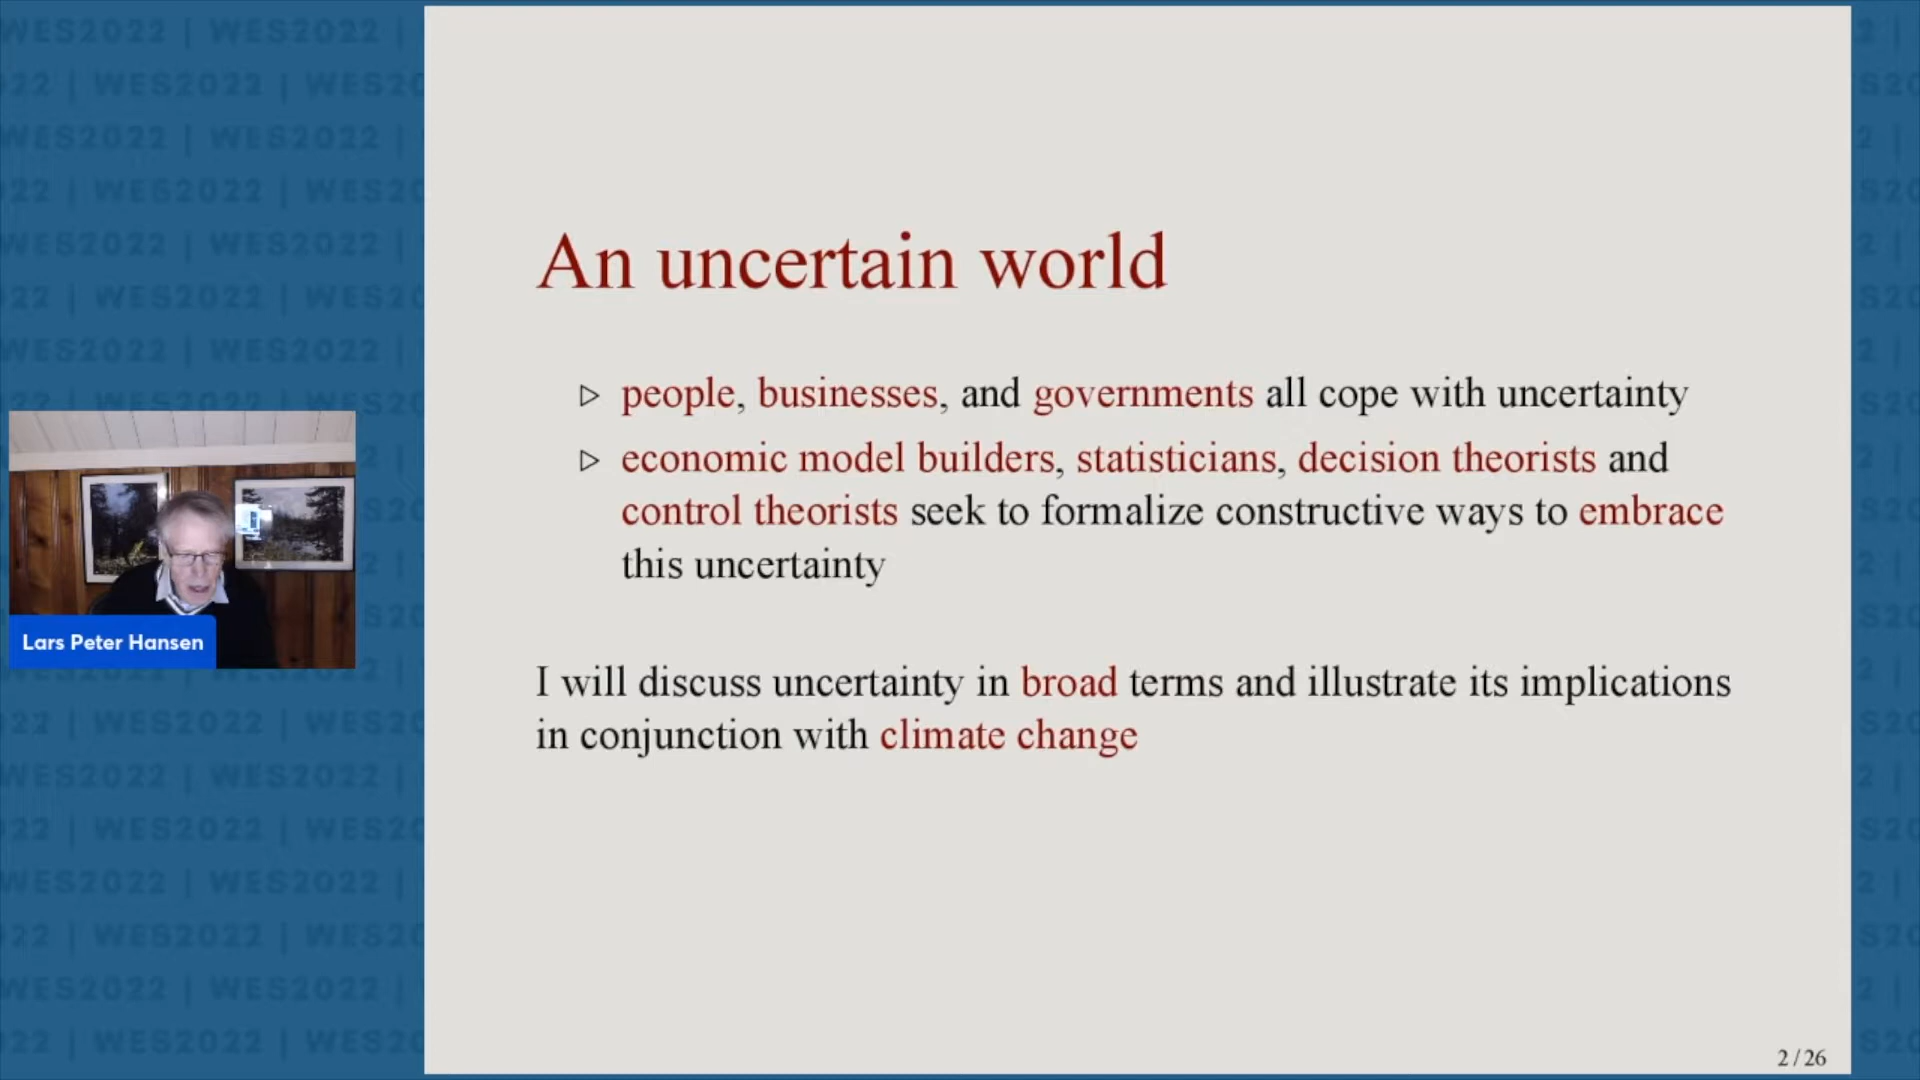 WES2022 | WES2022 |
An uncertain world
▷ people, businesses, and governments all cope with uncertainty
▷ economic model builders, statisticians, decision theorists and
control theorists seek to formalize constructive ways to embrace
this uncertainty
I will discuss uncertainty in broad terms and illustrate its implications
in conjunction with climate change
Lars Peter Hansen
2 / 26